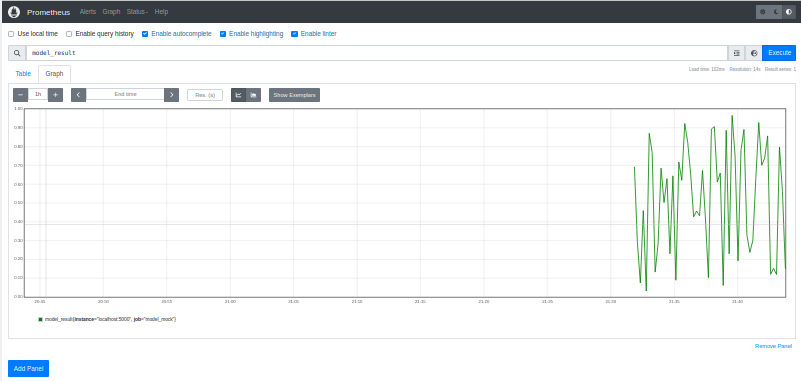 Prometheus Alerts Graph Status Help
Use local time Enable query history Enable autocomplete Enable highlighting Enable linter
model_result Execute
Table Graph
Load time: 102ms Resolution: 14s Result series: 1
1h End time Res. (s) Show Exemplars
1.00
0.90
0.80
0.70
0.60
0.50
0.40
0.30
0.20
0.10
0.00
20:45 20:50 20:55 21:00 21:05 21:10 21:15 21:20 21:25 21:30 21:35 21:40
model_result{instance="localhost:5000", job="model_mock"}
Remove Panel
Add Panel